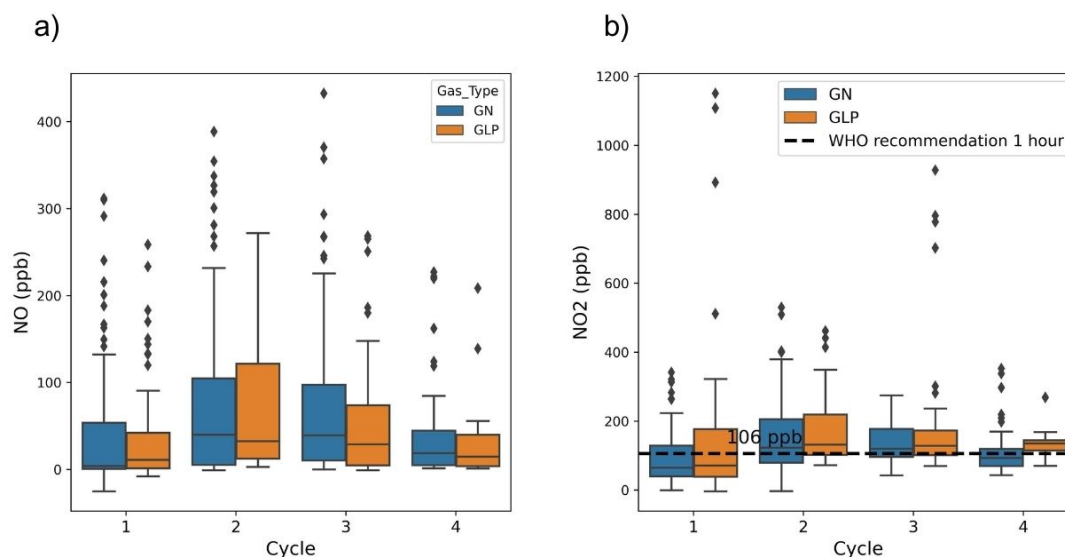 a)
NO (ppb)
400
300
200
100
0
1 2 3 4
Cycle
Gas_Type
GN
GLP
b)
NO2 (ppb)
1200
1000
800
600
400
200
0
1 2 3 4
Cycle
GN
GLP
WHO recommendation 1 hour
106 ppb